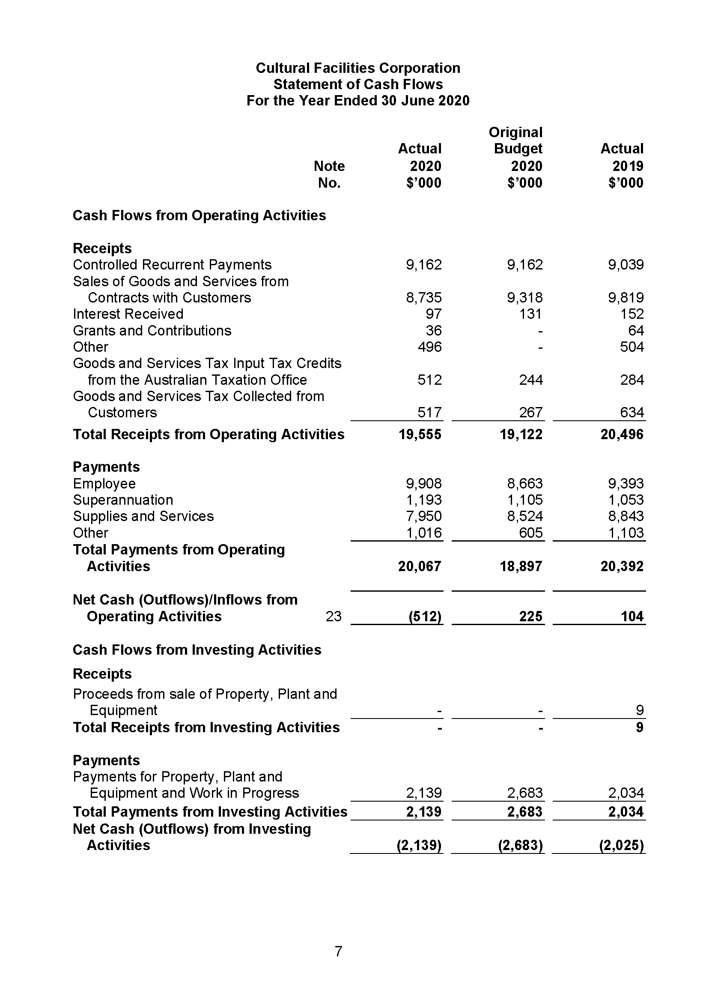 Cultural Facilities Corporation
Statement of Cash Flows
For the Year Ended 30 June 2020
Original
Actual Budget Actual
Note 2020 2020 2019
No. $’000 $’000 $’000
Cash Flows from Operating Activities
Receipts
Controlled Recurrent Payments 9,162 9,162 9,039
Sales of Goods and Services from
Contracts with Customers 8,735 9,318 9,819
Interest Received 97 131 152
Grants and Contributions 36 - 64
Other 496 - 504
Goods and Services Tax Input Tax Credits
from the Australian Taxation Office 512 244 284
Goods and Services Tax Collected from
Customers 517 267 634
Total Receipts from Operating Activities 19,555 19,122 20,496
Payments
Employee 9,908 8,663 9,393
Superannuation 1,193 1,105 1,053
Supplies and Services 7,950 8,524 8,843
Other 1,016 605 1,103
Total Payments from Operating
Activities 20,067 18,897 20,392
Net Cash (Outflows)/Inflows from
Operating Activities 23 (512) 225 104
Cash Flows from Investing Activities
Receipts
Proceeds from sale of Property, Plant and
Equipment - - 9
Total Receipts from Investing Activities - - 9
Payments
Payments for Property, Plant and
Equipment and Work in Progress 2,139 2,683 2,034
Total Payments from Investing Activities 2,139 2,683 2,034
Net Cash (Outflows) from Investing
Activities (2,139) (2,683) (2,025)
7